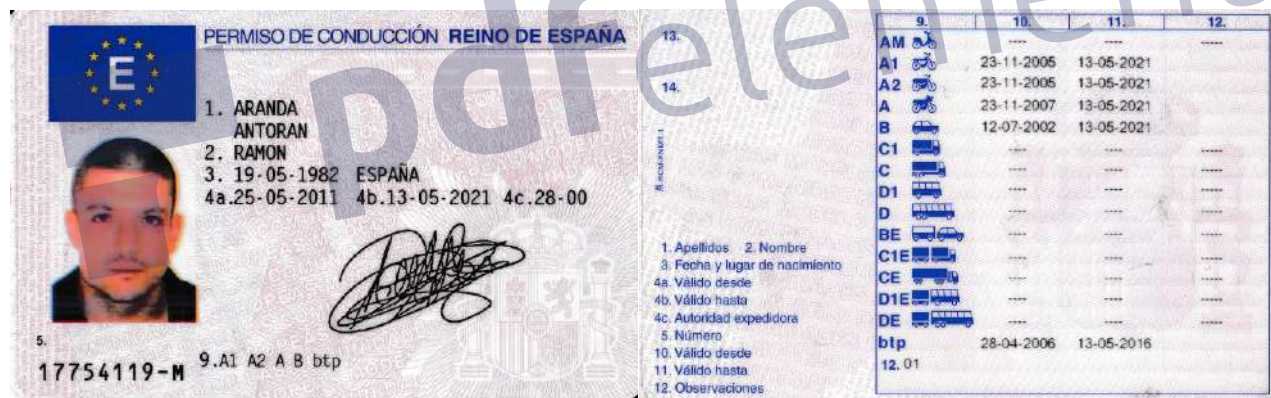 pdfelement
E
PERMISO DE CONDUCCIÓN REINO DE ESPAÑA
1. ARANDA
ANTORAN
2. RAMON
3. 19-05-1982 ESPAÑA
4a.25-05-2011 4b.13-05-2021 4c.28-00
5.
17754119-M
9.A1 A2 A B btp
13.
14.
1. Apellidos 2. Nombre
3. Fecha y lugar de nacimiento
4a. Válido desde
4b. Válido hasta
4c. Autoridad expedidora
5. Número
10. Válido desde
11. Válido hasta
12. Observaciones
9. 10. 11. 12.
AM ---- ---- -----
A1 23-11-2005 13-05-2021
A2 23-11-2005 13-05-2021
A 23-11-2007 13-05-2021
B 12-07-2002 13-05-2021
C1 ---- ---- -----
C ---- ---- -----
D1 ---- ---- -----
D ---- ---- -----
BE ---- ---- -----
C1E ---- ---- -----
CE ---- ---- -----
D1E ---- ---- -----
DE ---- ---- -----
btp 28-04-2006 13-05-2016
12. 01